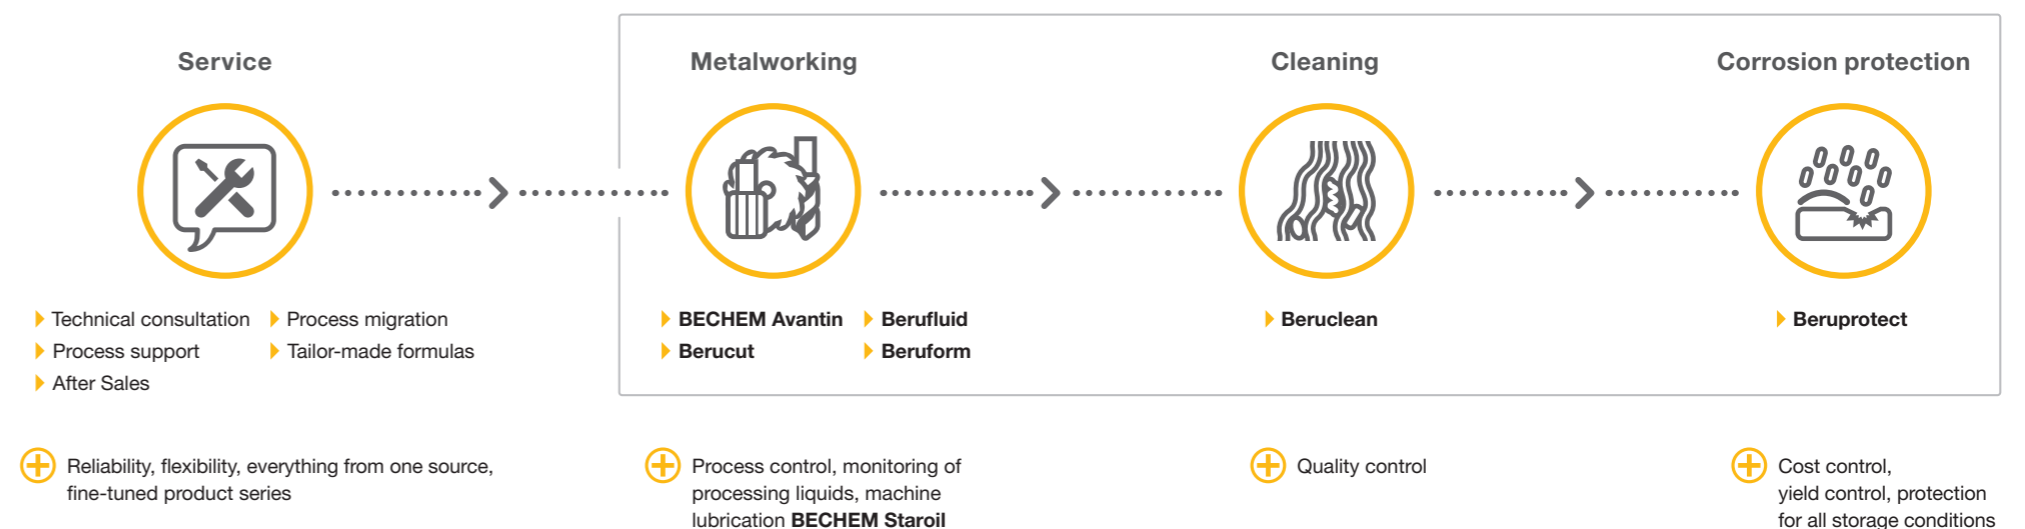 Service
Technical consultation
Process support
After Sales
Process migration
Tailor-made formulas
Reliability, flexibility, everything from one source,
fine-tuned product series
Metalworking
BECHEM Avantin
Berucut
Berufluid
Beruform
Process control, monitoring of
processing liquids, machine
lubrication BECHEM Staroil
Cleaning
Beruclean
Quality control
Corrosion protection
Beruprotect
Cost control,
yield control, protection
for all storage conditions